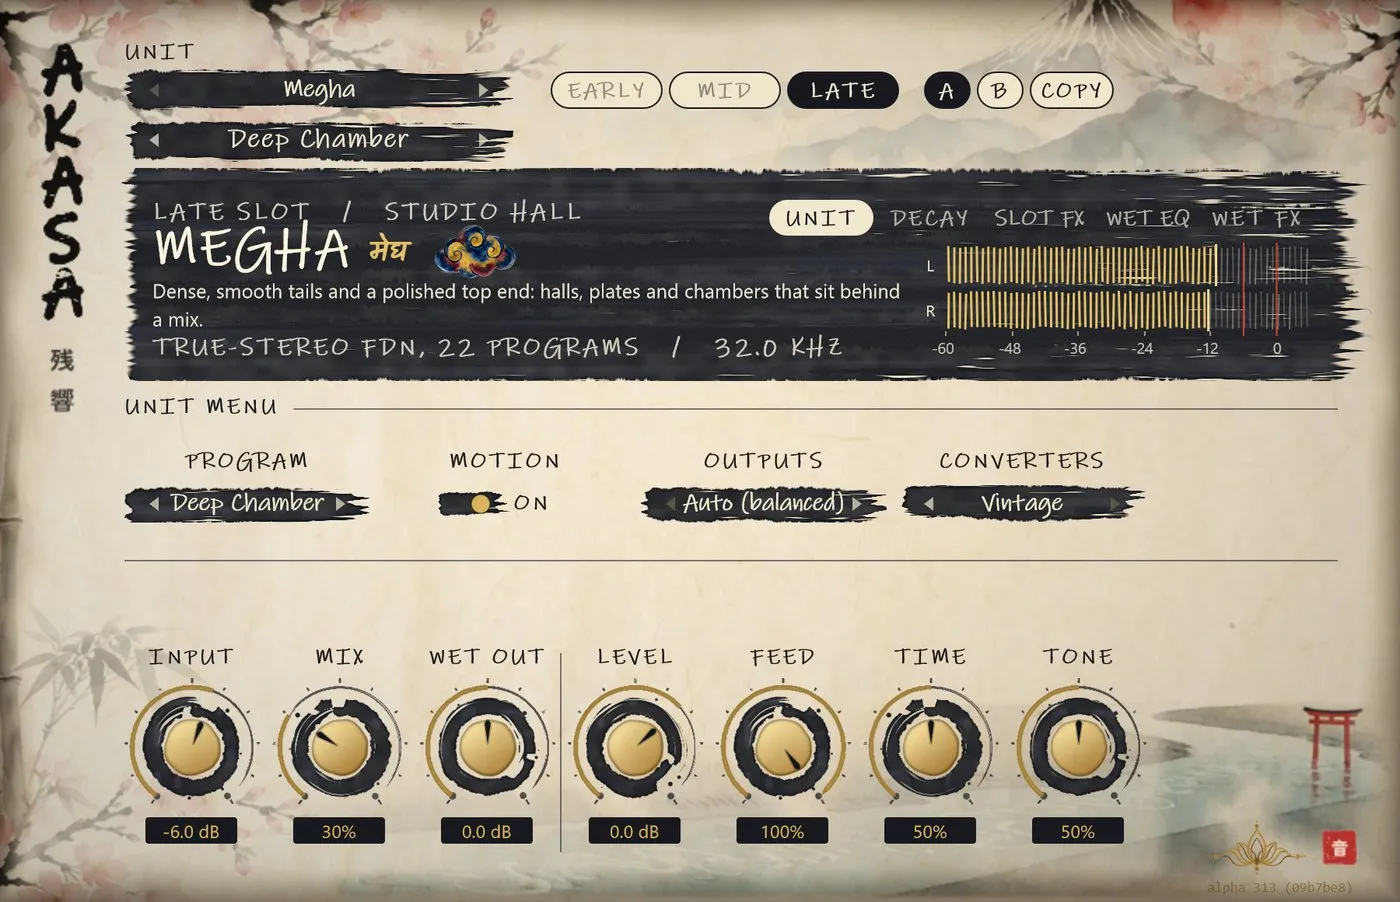 AKASA
残響
UNIT
Megha
Deep Chamber
EARLY MID LATE A B COPY
LATE SLOT / STUDIO HALL
MEGHA मेघ
Dense, smooth tails and a polished top end: halls, plates and chambers that sit behind
a mix.
TRUE-STEREO FDN, 22 PROGRAMS / 32.0 KHZ
UNIT DECAY SLOT FX WET EQ WET FX
L
R
-60 -48 -36 -24 -12 0
UNIT MENU
PROGRAM MOTION OUTPUTS CONVERTERS
Deep Chamber ON Auto (balanced) Vintage
INPUT MIX WET OUT LEVEL FEED TIME TONE
-6.0 dB 30% 0.0 dB 0.0 dB 100% 50% 50%
音
alpha 313 (09b7be8)